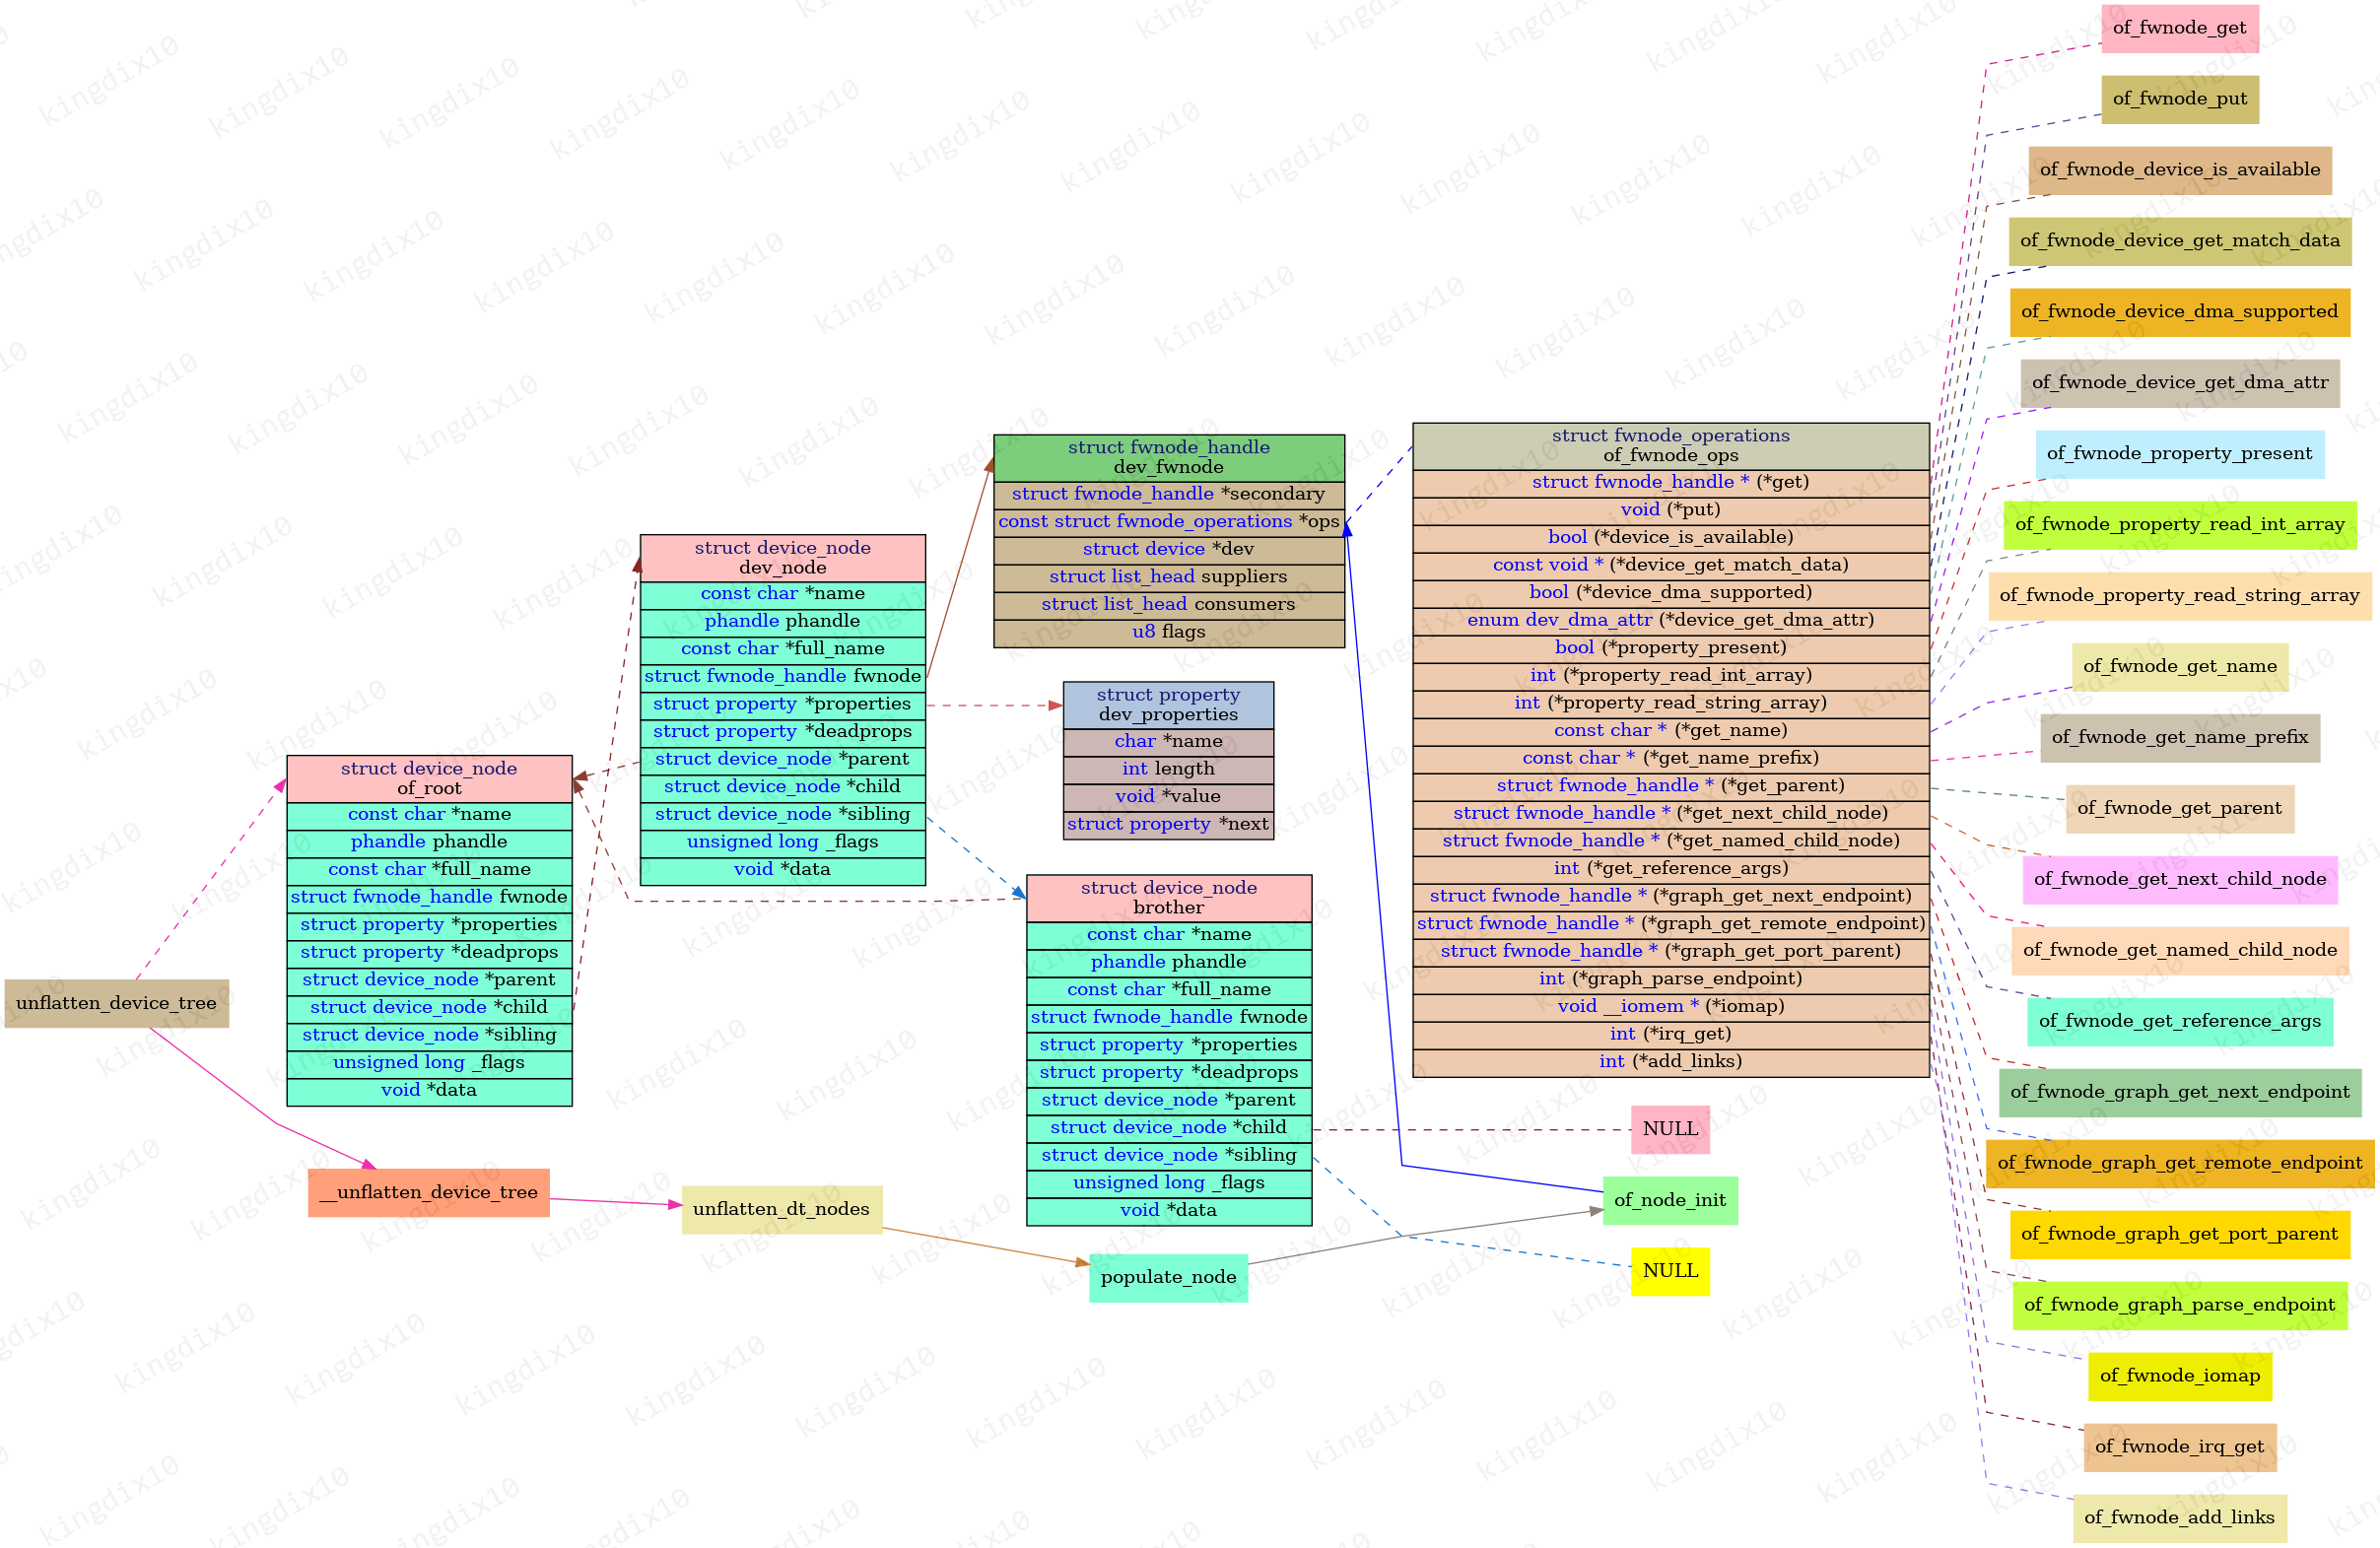 unflatten_device_tree
struct device_node
of_root
const char *name
phandle phandle
const char *full_name
struct fwnode_handle fwnode
struct property *properties
struct property *deadprops
struct device_node *parent
struct device_node *child
struct device_node *sibling
unsigned long _flags
void *data
__unflatten_device_tree
struct device_node
dev_node
const char *name
phandle phandle
const char *full_name
struct fwnode_handle fwnode
struct property *properties
struct property *deadprops
struct device_node *parent
struct device_node *child
struct device_node *sibling
unsigned long _flags
void *data
unflatten_dt_nodes
struct fwnode_handle
dev_fwnode
struct fwnode_handle *secondary
const struct fwnode_operations *ops
struct device *dev
struct list_head suppliers
struct list_head consumers
u8 flags
struct property
dev_properties
char *name
int length
void *value
struct property *next
struct device_node
brother
const char *name
phandle phandle
const char *full_name
struct fwnode_handle fwnode
struct property *properties
struct property *deadprops
struct device_node *parent
struct device_node *child
struct device_node *sibling
unsigned long _flags
void *data
populate_node
struct fwnode_operations
of_fwnode_ops
struct fwnode_handle * (*get)
void (*put)
bool (*device_is_available)
const void * (*device_get_match_data)
bool (*device_dma_supported)
enum dev_dma_attr (*device_get_dma_attr)
bool (*property_present)
int (*property_read_int_array)
int (*property_read_string_array)
const char * (*get_name)
const char * (*get_name_prefix)
struct fwnode_handle * (*get_parent)
struct fwnode_handle * (*get_next_child_node)
struct fwnode_handle * (*get_named_child_node)
int (*get_reference_args)
struct fwnode_handle * (*graph_get_next_endpoint)
struct fwnode_handle * (*graph_get_remote_endpoint)
struct fwnode_handle * (*graph_get_port_parent)
int (*graph_parse_endpoint)
void __iomem * (*iomap)
int (*irq_get)
int (*add_links)
NULL
of_node_init
NULL
of_fwnode_get
of_fwnode_put
of_fwnode_device_is_available
of_fwnode_device_get_match_data
of_fwnode_device_dma_supported
of_fwnode_device_get_dma_attr
of_fwnode_property_present
of_fwnode_property_read_int_array
of_fwnode_property_read_string_array
of_fwnode_get_name
of_fwnode_get_name_prefix
of_fwnode_get_parent
of_fwnode_get_next_child_node
of_fwnode_get_named_child_node
of_fwnode_get_reference_args
of_fwnode_graph_get_next_endpoint
of_fwnode_graph_get_remote_endpoint
of_fwnode_graph_get_port_parent
of_fwnode_graph_parse_endpoint
of_fwnode_iomap
of_fwnode_irq_get
of_fwnode_add_links
kingdix10